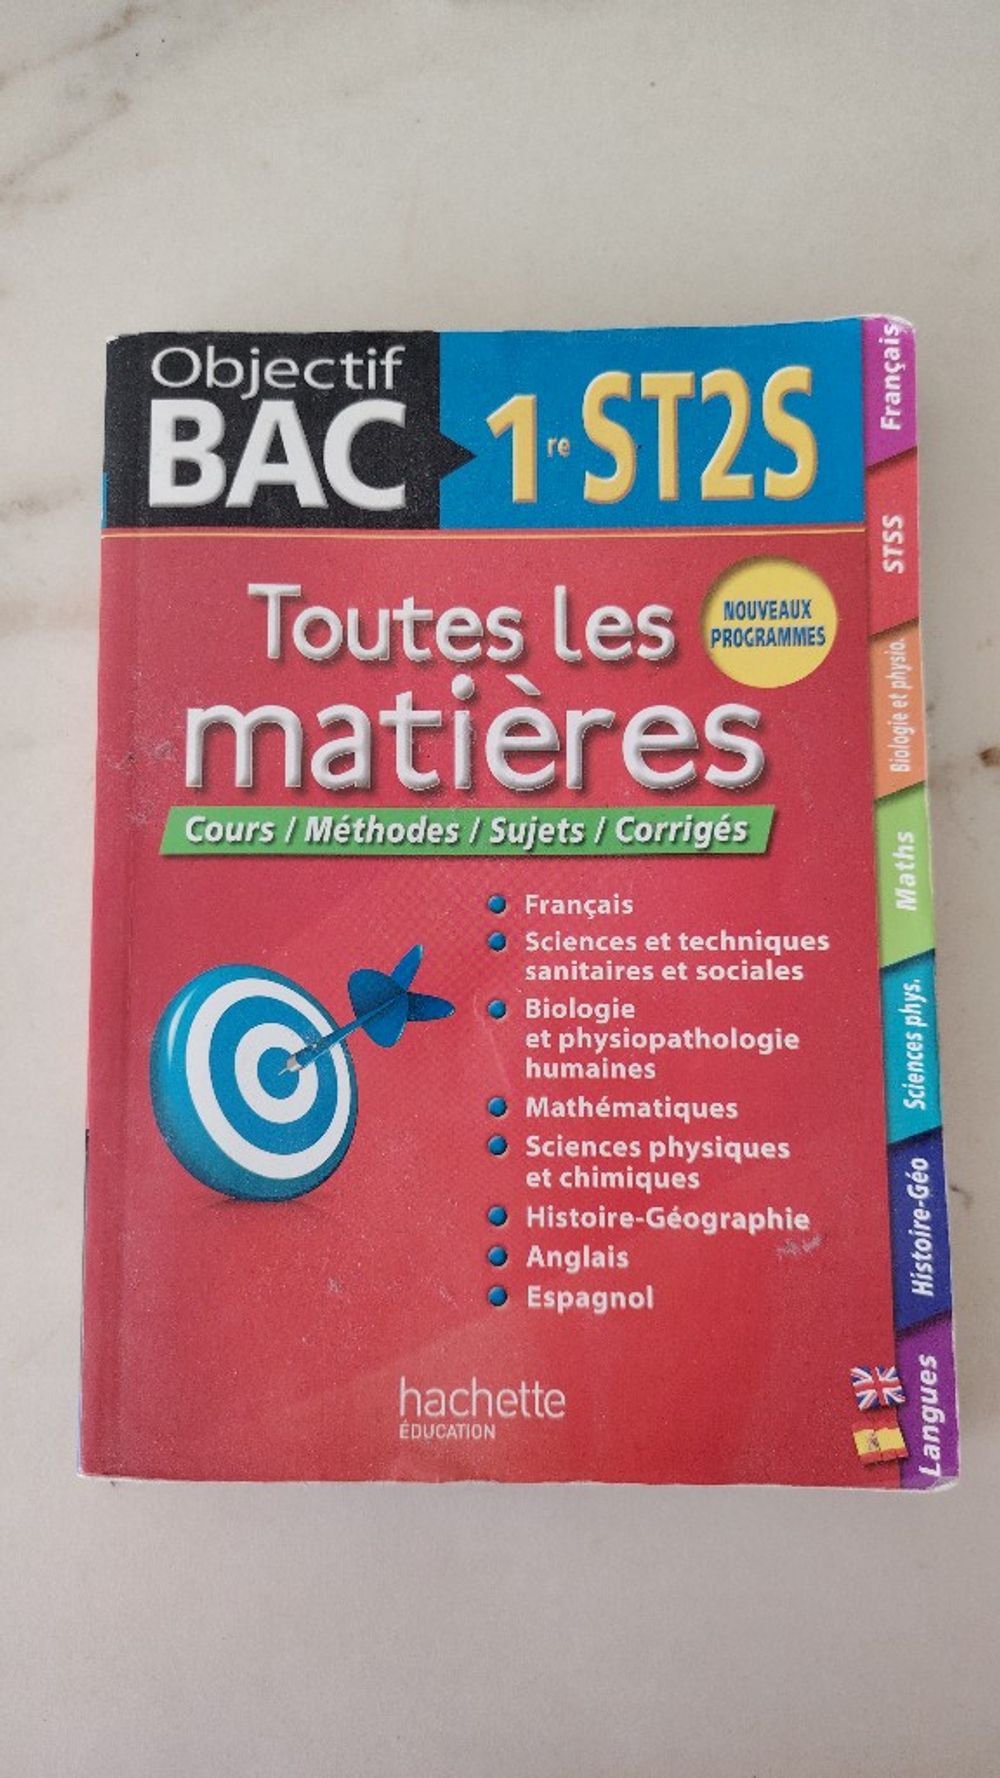 Objectif
BAC
1re ST2S
Toutes les
matières
NOUVEAUX
PROGRAMMES
Cours / Méthodes / Sujets / Corrigés
Français
Sciences et techniques
sanitaires et sociales
Biologie
et physiopathologie
humaines
Mathématiques
Sciences physiques
et chimiques
Histoire-Géographie
Anglais
Espagnol
hachette
ÉDUCATION
Français
STSS
Biologie et physio.
Maths
Sciences phys.
Histoire-Géo
Langues